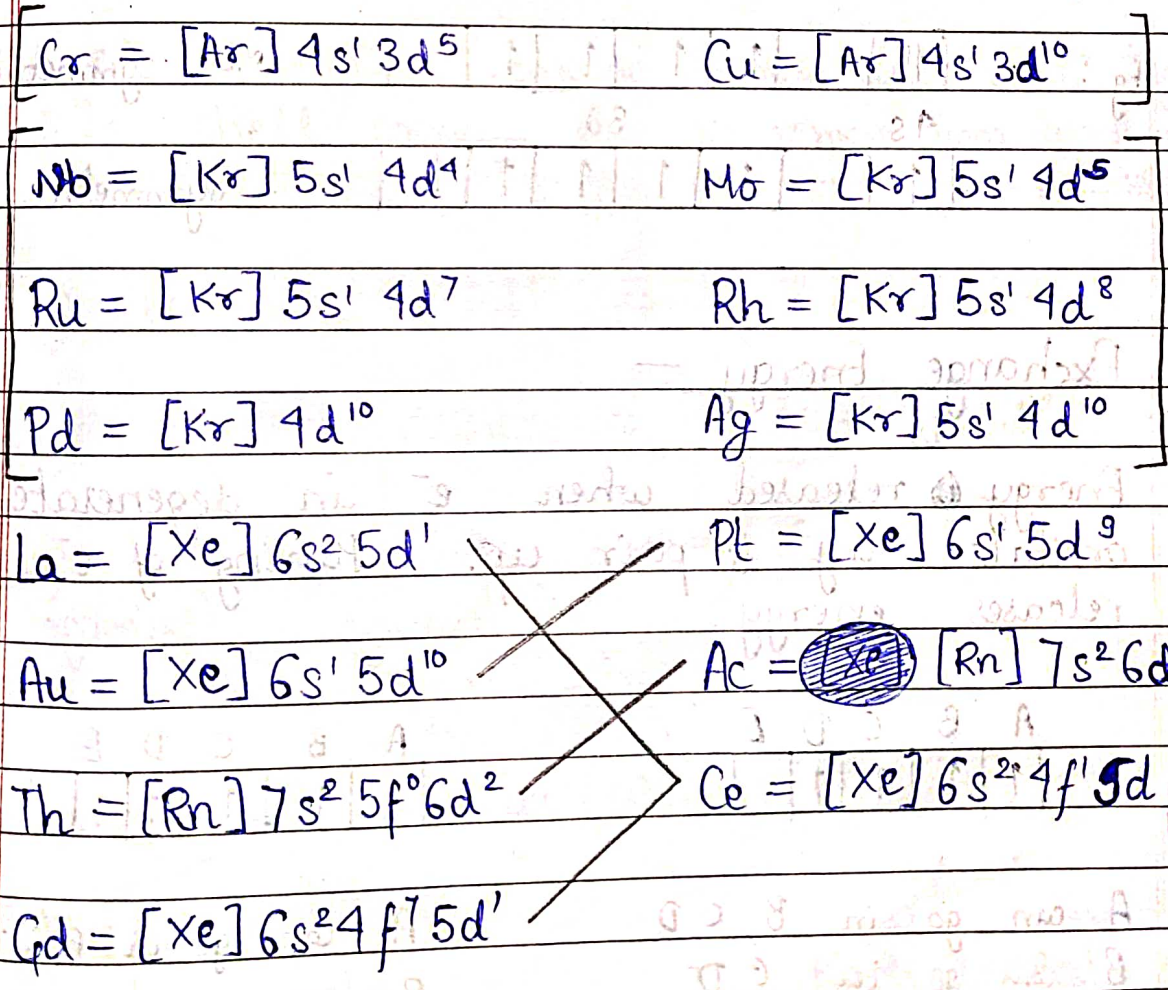 Cr = [Ar] 4s¹ 3d⁵ Cu = [Ar] 4s¹ 3d¹⁰
Nb = [Kr] 5s¹ 4d⁴ Mo = [Kr] 5s¹ 4d⁵
Ru = [Kr] 5s¹ 4d⁷ Rh = [Kr] 5s¹ 4d⁸
Pd = [Kr] 4d¹⁰ Ag = [Kr] 5s¹ 4d¹⁰
La = [Xe] 6s² 5d¹ Pt = [Xe] 6s¹ 5d⁹
Au = [Xe] 6s¹ 5d¹⁰ Ac = [Rn] 7s² 6d
Th = [Rn] 7s² 5f⁰ 6d² Ce = [Xe] 6s² 4f¹ 5d
Gd = [Xe] 6s² 4f⁷ 5d¹